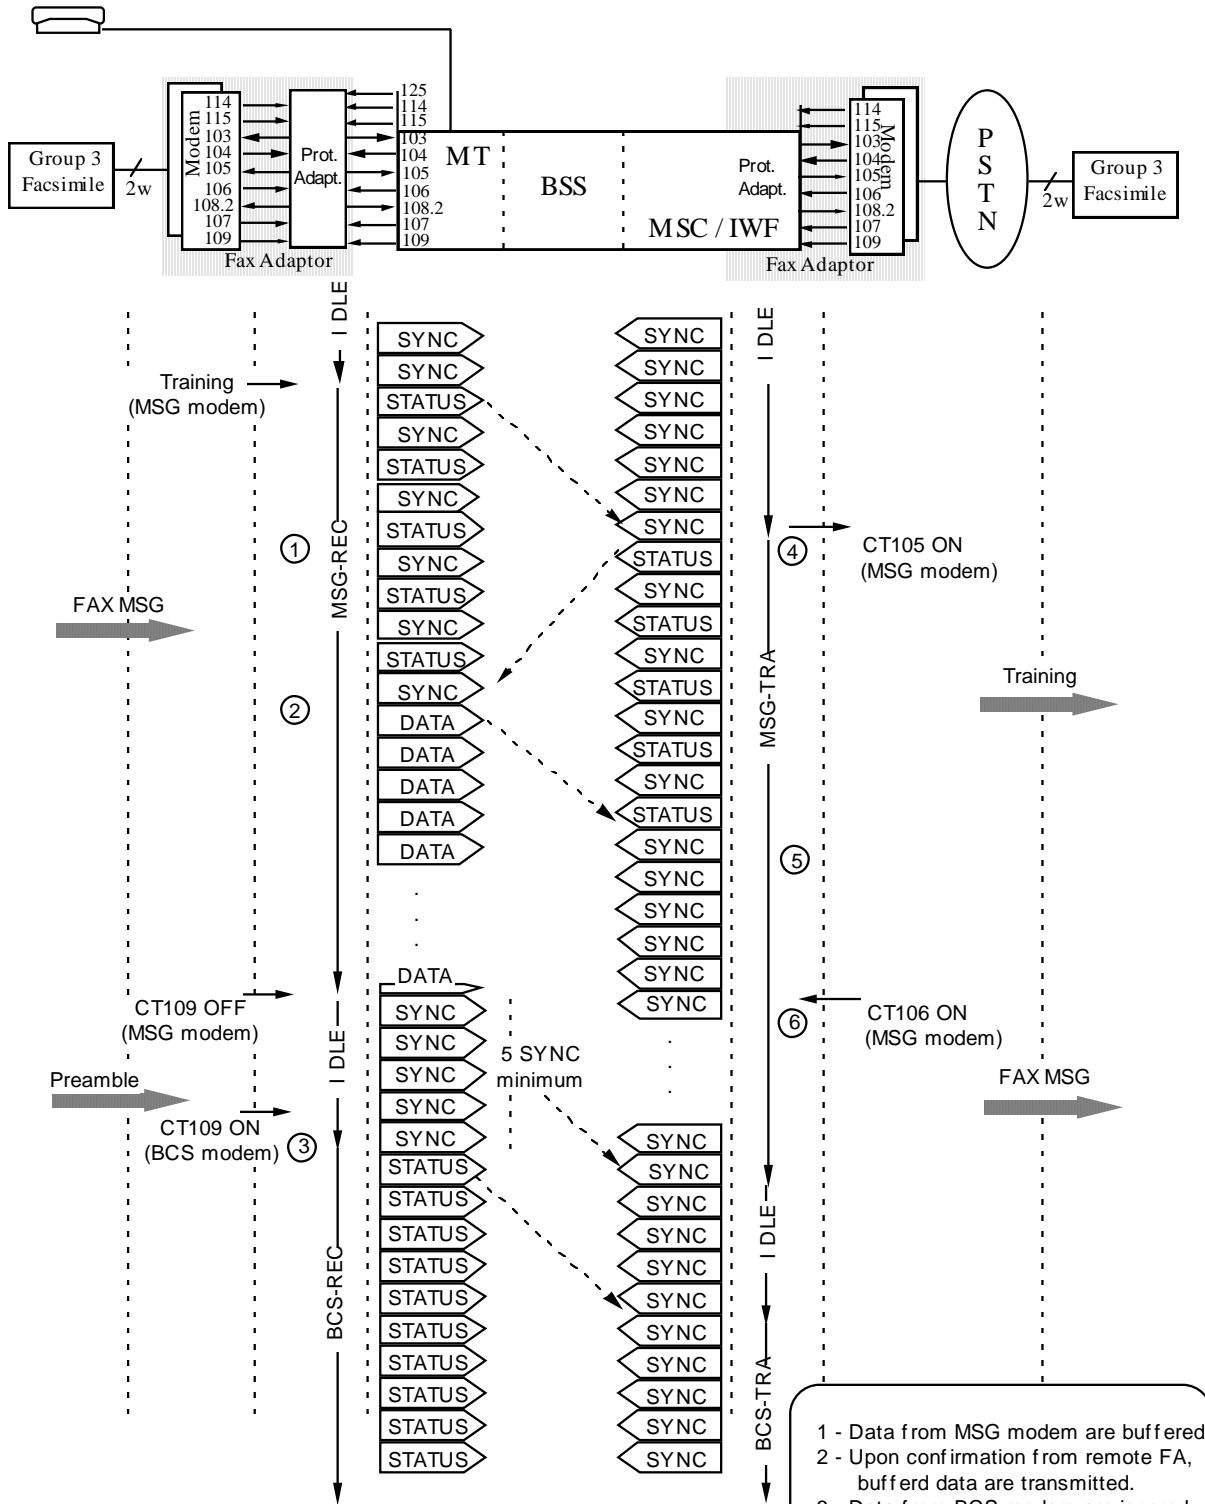 125
114
115
103
104
105
106
108.2
107
109
Modem
Prot.
Adapt.
114
115
103
104
105
106
108.2
107
109
MT
BSS
MSC / IWF
Prot.
Adapt.
114
115
103
104
105
106
108.2
107
109
Modem
P
S
T
N
Group 3
Facsimile
2w
2w
Group 3
Facsimile
Fax Adaptor
Fax Adaptor
I DLE
I DLE
SYNC
SYNC
STATUS
SYNC
STATUS
SYNC
STATUS
SYNC
STATUS
SYNC
STATUS
SYNC
DATA
DATA
DATA
DATA
DATA
.
.
.
DATA
SYNC
SYNC
SYNC
SYNC
SYNC
STATUS
STATUS
STATUS
STATUS
STATUS
STATUS
STATUS
STATUS
STATUS
STATUS
SYNC
SYNC
SYNC
SYNC
SYNC
SYNC
SYNC
STATUS
SYNC
STATUS
SYNC
STATUS
SYNC
STATUS
SYNC
STATUS
SYNC
SYNC
SYNC
SYNC
SYNC
SYNC
.
.
.
SYNC
SYNC
SYNC
SYNC
SYNC
SYNC
SYNC
SYNC
SYNC
SYNC
SYNC
Training
(MSG modem)
1
MSG-REC
FAX MSG
2
CT109 OFF
(MSG modem)
I DLE
5 SYNC
minimum
Preamble
CT109 ON
(BCS modem)
3
BCS-REC
4
CT105 ON
(MSG modem)
MSG-TRA
Training
5
6
CT106 ON
(MSG modem)
FAX MSG
I DLE
BCS-TRA
1 - Data from MSG modem are buffered
2 - Upon confirmation from remote FA,
bufferd data are transmitted.